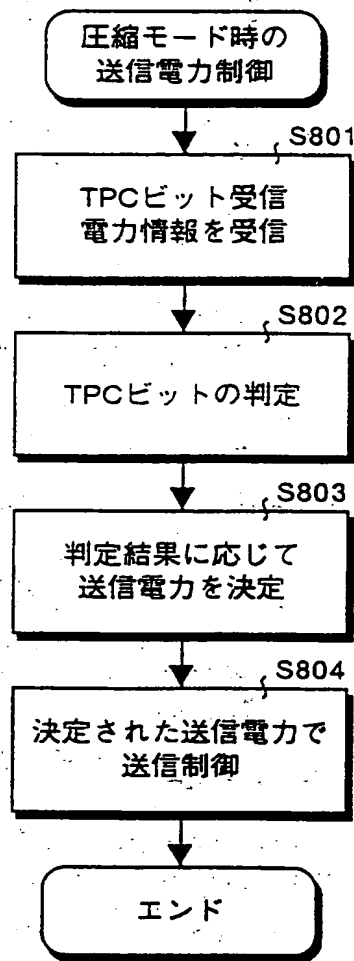 圧縮モード時の
送信電力制御
S801
TPCビット受信
電力情報を受信
S802
TPCビットの判定
S803
判定結果に応じて
送信電力を決定
S804
決定された送信電力で
送信制御
エンド